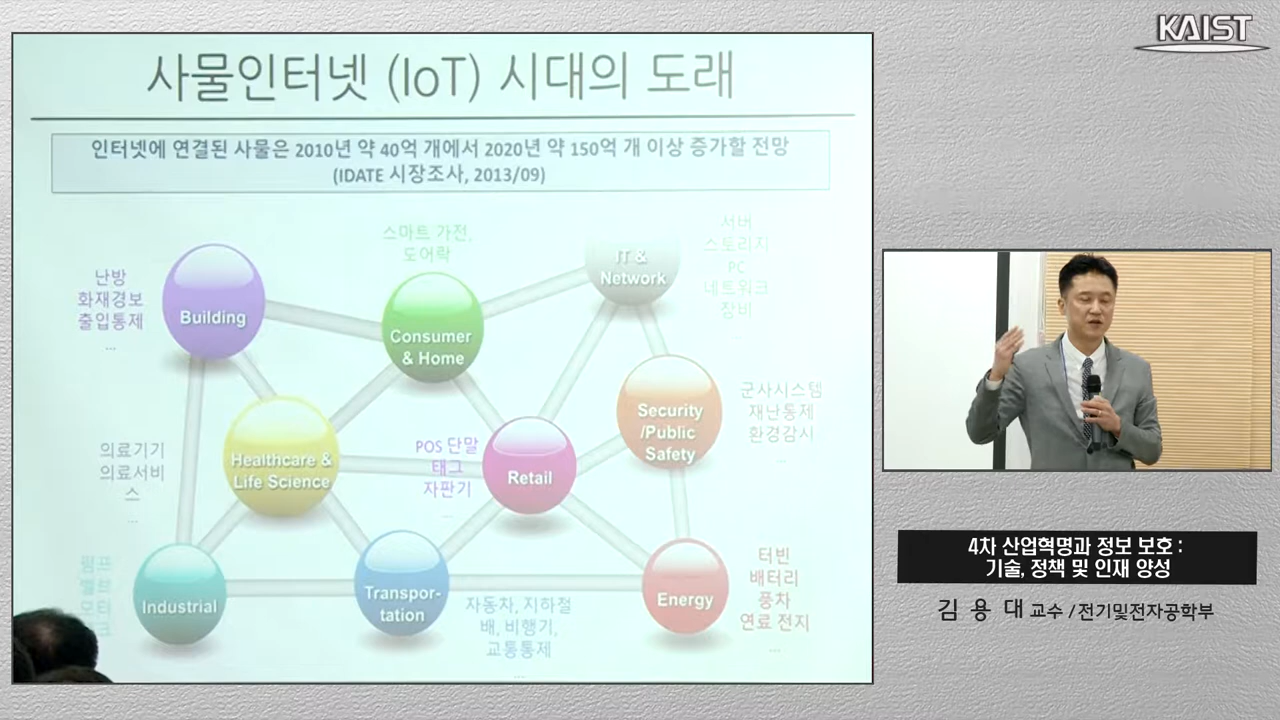 KAIST
사물인터넷 (IoT) 시대의 도래
인터넷에 연결된 사물은 2010년 약 40억 개에서 2020년 약 150억 개 이상 증가할 전망
(IDATE 시장조사, 2013/09)
난방
화재경보
출입통제
...
Building
스마트 가전,
도어락
Consumer
& Home
IT &
Network
서버
스토리지
PC
네트워크
장비
의료기기
의료서비
스
...
Healthcare &
Life Science
POS 단말
태그
자판기
...
Retail
Security
/Public
Safety
군사시스템
재난통제
환경감시
...
펌프
밸브
모터
Industrial
Transpor-
tation
자동차, 지하철
배, 비행기,
교통통제
...
Energy
터빈
배터리
풍차
연료 전지
...
4차 산업혁명과 정보 보호 :
기술, 정책 및 인재 양성
김 용 대 교수 / 전기및전자공학부